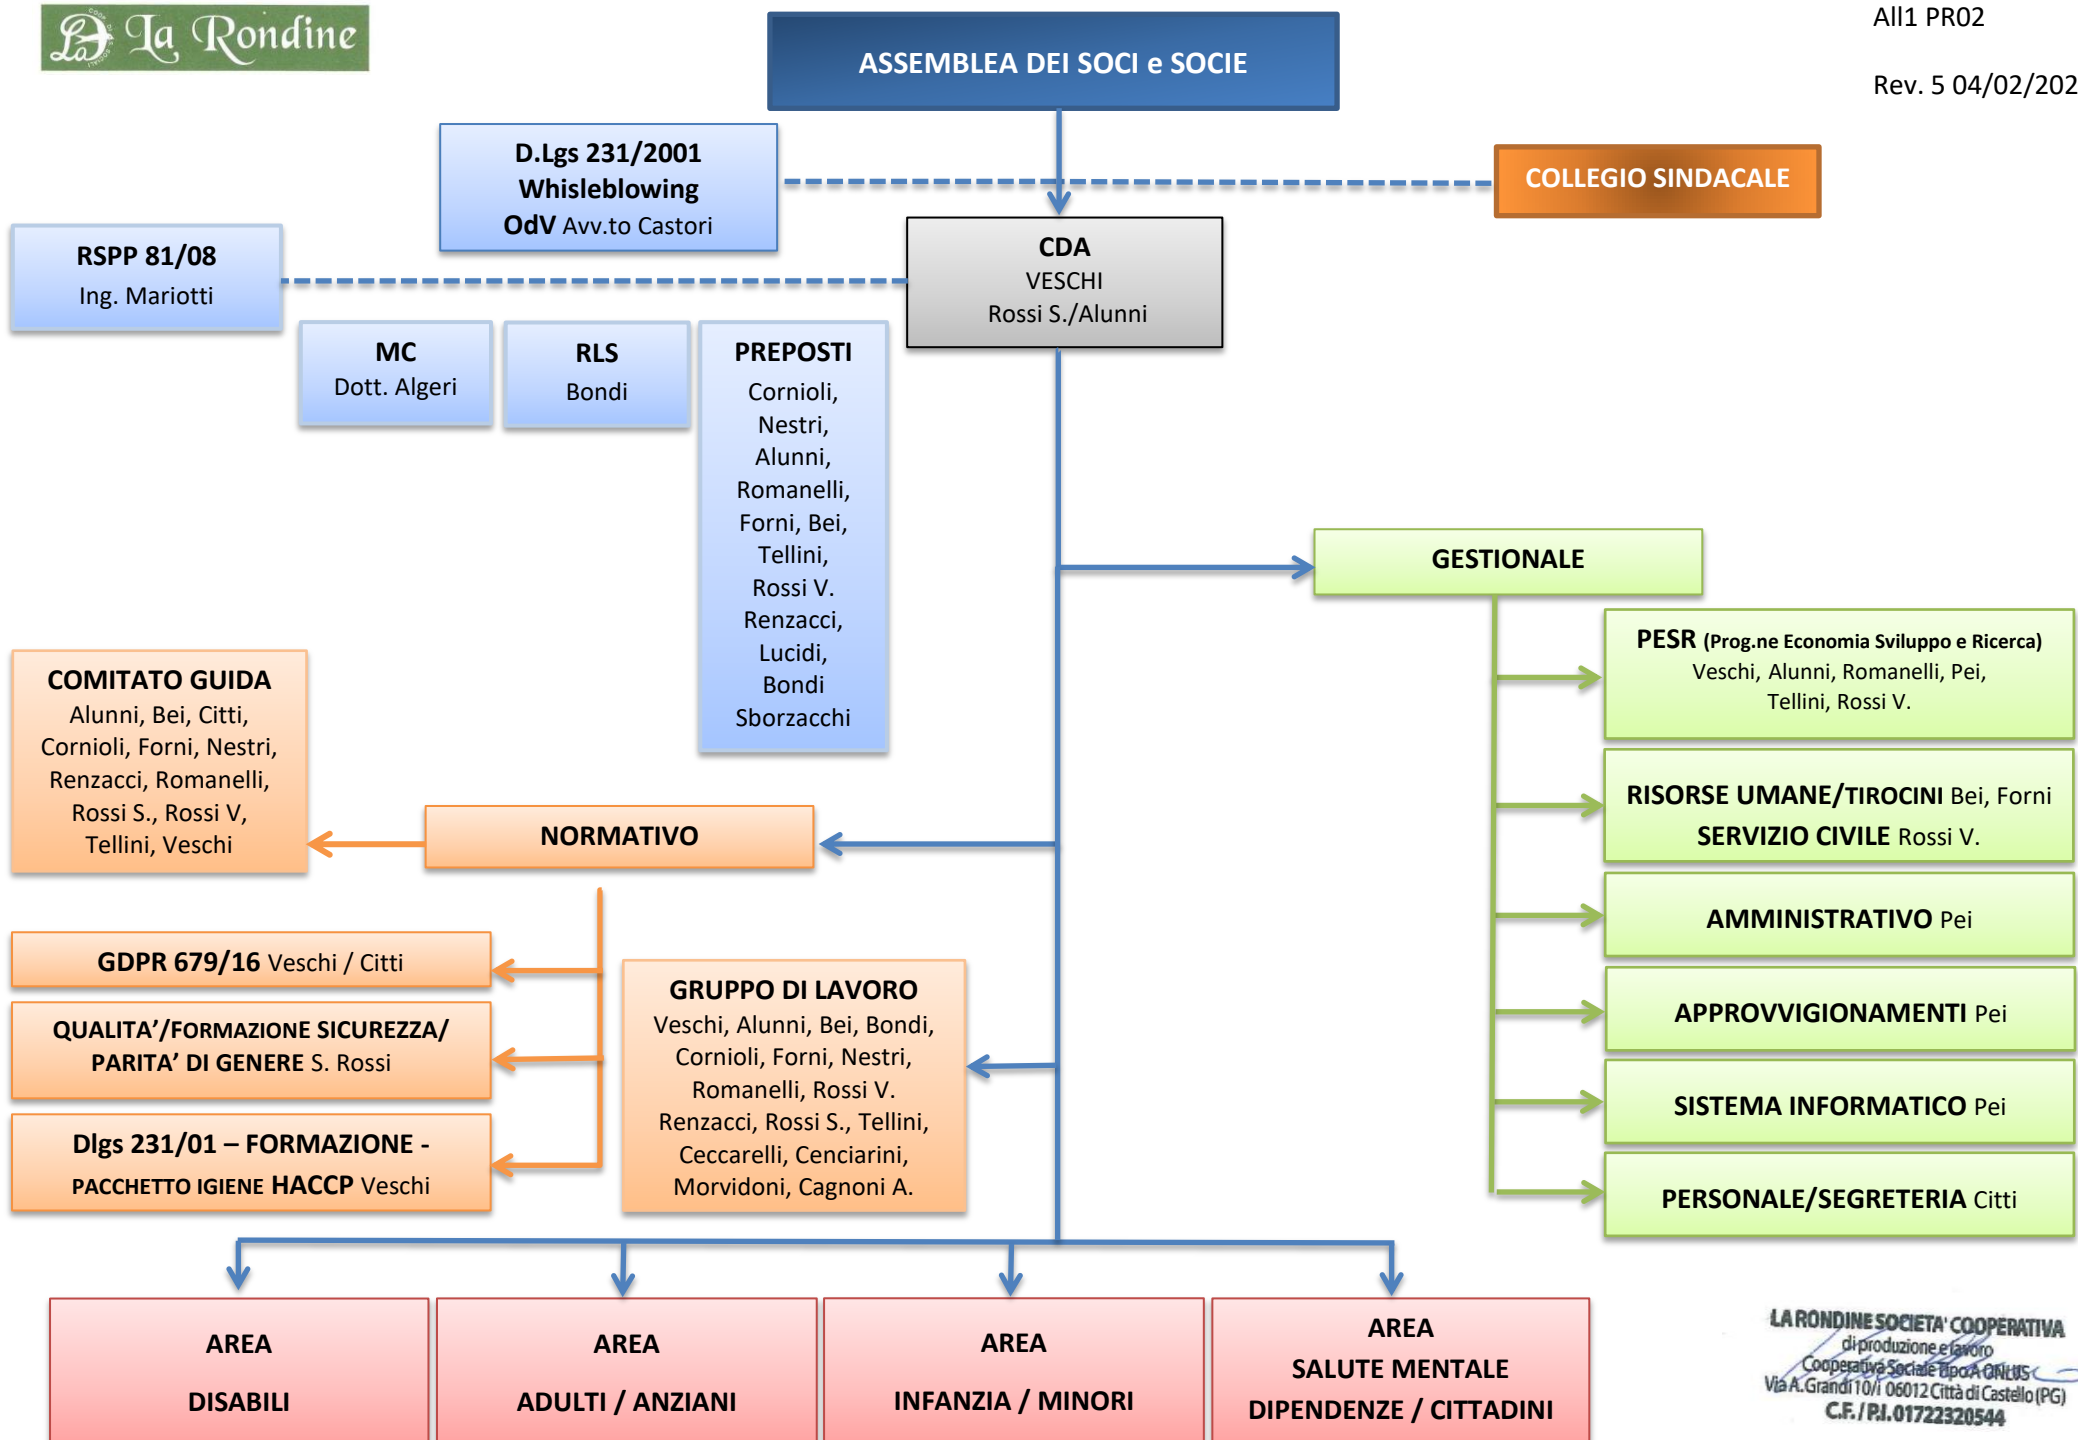 La Rondine
All1 PR02
Rev. 5 04/02/202
ASSEMBLEA DEI SOCI e SOCIE
D.Lgs 231/2001
Whisleblowing
OdV Avv.to Castori
COLLEGIO SINDACALE
RSPP 81/08
Ing. Mariotti
CDA
VESCHI
Rossi S./Alunni
MC
Dott. Algeri
RLS
Bondi
PREPOSTI
Cornioli,
Nestri,
Alunni,
Romanelli,
Forni, Bei,
Tellini,
Rossi V.
Renzacci,
Lucidi,
Bondi
Sborzacchi
GESTIONALE
PESR (Prog.ne Economia Sviluppo e Ricerca)
Veschi, Alunni, Romanelli, Pei,
Tellini, Rossi V.
RISORSE UMANE/TIROCINI Bei, Forni
SERVIZIO CIVILE Rossi V.
AMMINISTRATIVO Pei
APPROVVIGIONAMENTI Pei
SISTEMA INFORMATICO Pei
PERSONALE/SEGRETERIA Citti
COMITATO GUIDA
Alunni, Bei, Citti,
Cornioli, Forni, Nestri,
Renzacci, Romanelli,
Rossi S., Rossi V,
Tellini, Veschi
NORMATIVO
GDPR 679/16 Veschi / Citti
QUALITA'/FORMAZIONE SICUREZZA/
PARITA' DI GENERE S. Rossi
Dlgs 231/01 – FORMAZIONE -
PACCHETTO IGIENE HACCP Veschi
GRUPPO DI LAVORO
Veschi, Alunni, Bei, Bondi,
Cornioli, Forni, Nestri,
Romanelli, Rossi V.
Renzacci, Rossi S., Tellini,
Ceccarelli, Cenciarini,
Morvidoni, Cagnoni A.
AREA
DISABILI
AREA
ADULTI / ANZIANI
AREA
INFANZIA / MINORI
AREA
SALUTE MENTALE
DIPENDENZE / CITTADINI
LA RONDINE SOCIETA' COOPERATIVA
di produzione e lavoro
Cooperativa Sociale Tipo A ONLUS
Via A. Grandi 10/i 06012 Città di Castello (PG)
C.F. / P.I. 01722320544